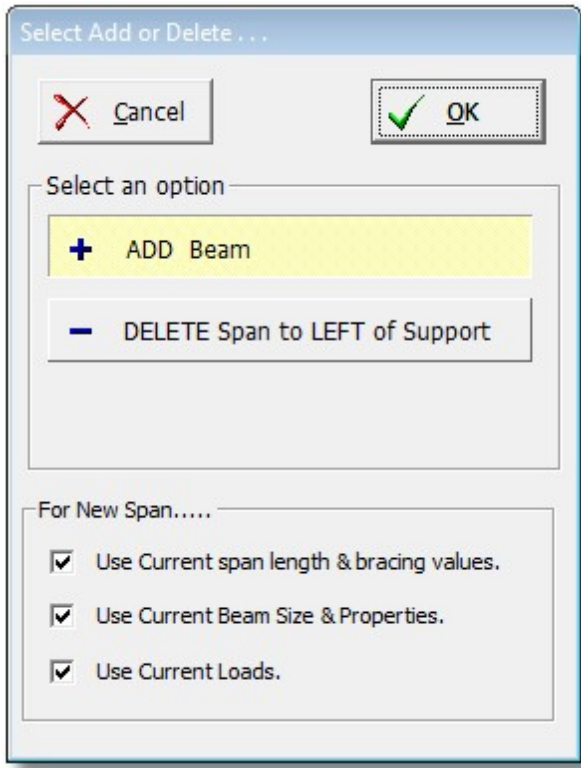 Select Add or Delete . . .
Cancel
OK
Select an option
+ ADD Beam
− DELETE Span to LEFT of Support
For New Span.....
Use Current span length & bracing values.
Use Current Beam Size & Properties.
Use Current Loads.